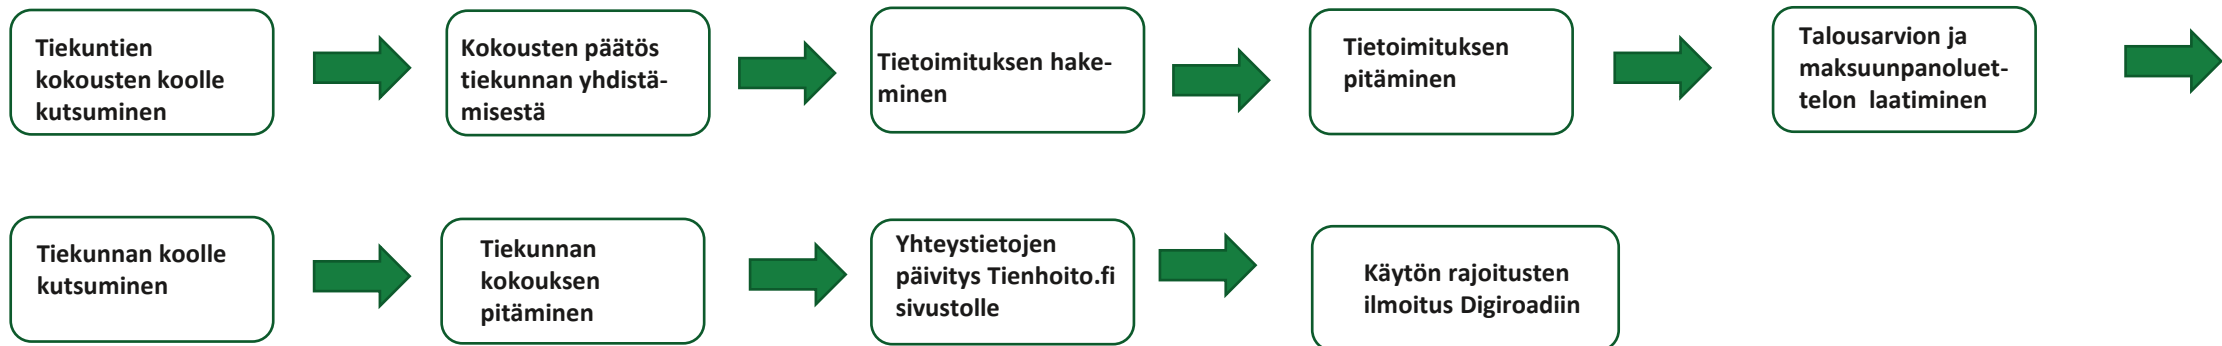 Tiekuntien
kokousten koolle
kutsuminen
Kokousten päätös
tiekunnan yhdistä-
misestä
Tietoimituksen hake-
minen
Tietoimituksen
pitäminen
Talousarvion ja
maksuunpanoluet-
telon laatiminen
Tiekunnan koolle
kutsuminen
Tiekunnan
kokouksen
pitäminen
Yhteystietojen
päivitys Tienhoito.fi
sivustolle
Käytön rajoitusten
ilmoitus Digiroadiin